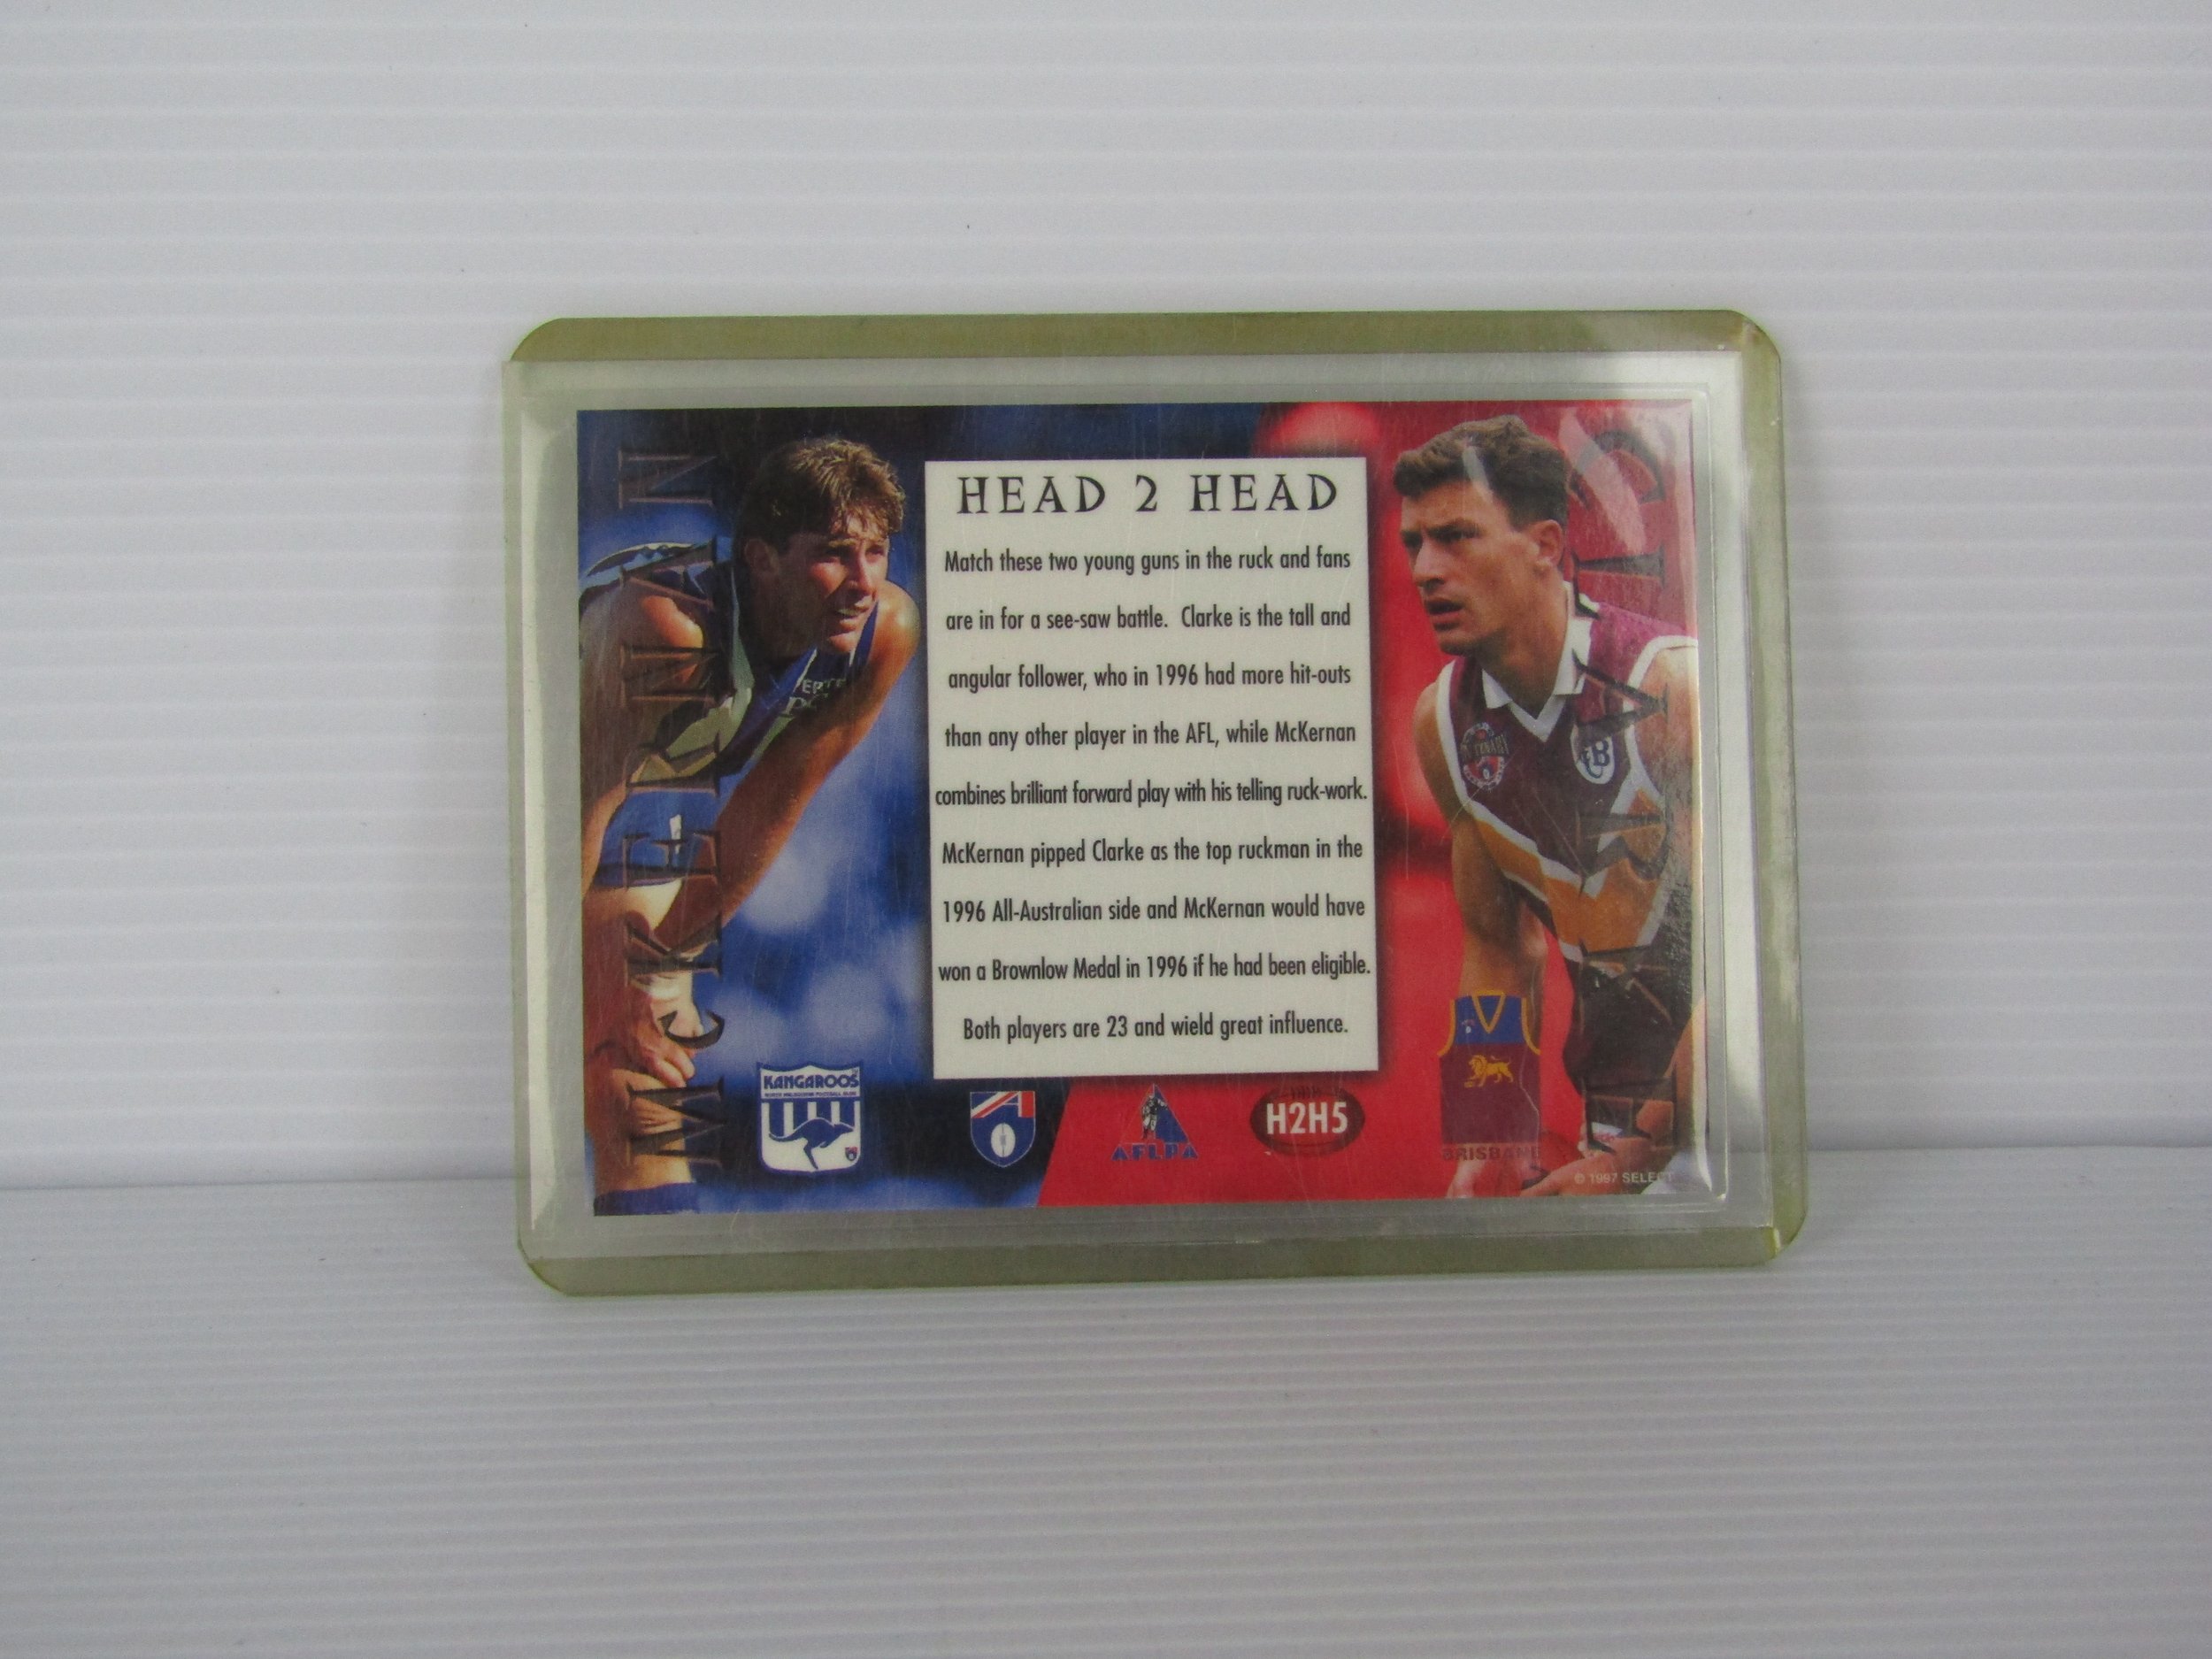 McKERNAN
HEAD 2 HEAD
Match these two young guns in the ruck and fans
are in for a see-saw battle. Clarke is the tall and
angular follower, who in 1996 had more hit-outs
than any other player in the AFL, while McKernan
combines brilliant forward play with his telling ruck-work.
McKernan pipped Clarke as the top ruckman in the
1996 All-Australian side and McKernan would have
won a Brownlow Medal in 1996 if he had been eligible.
Both players are 23 and wield great influence.
KANGAROOS
NORTH MELBOURNE FOOTBALL CLUB
AFLPA
H2H5
BRISBANE
© 1997 SELECT